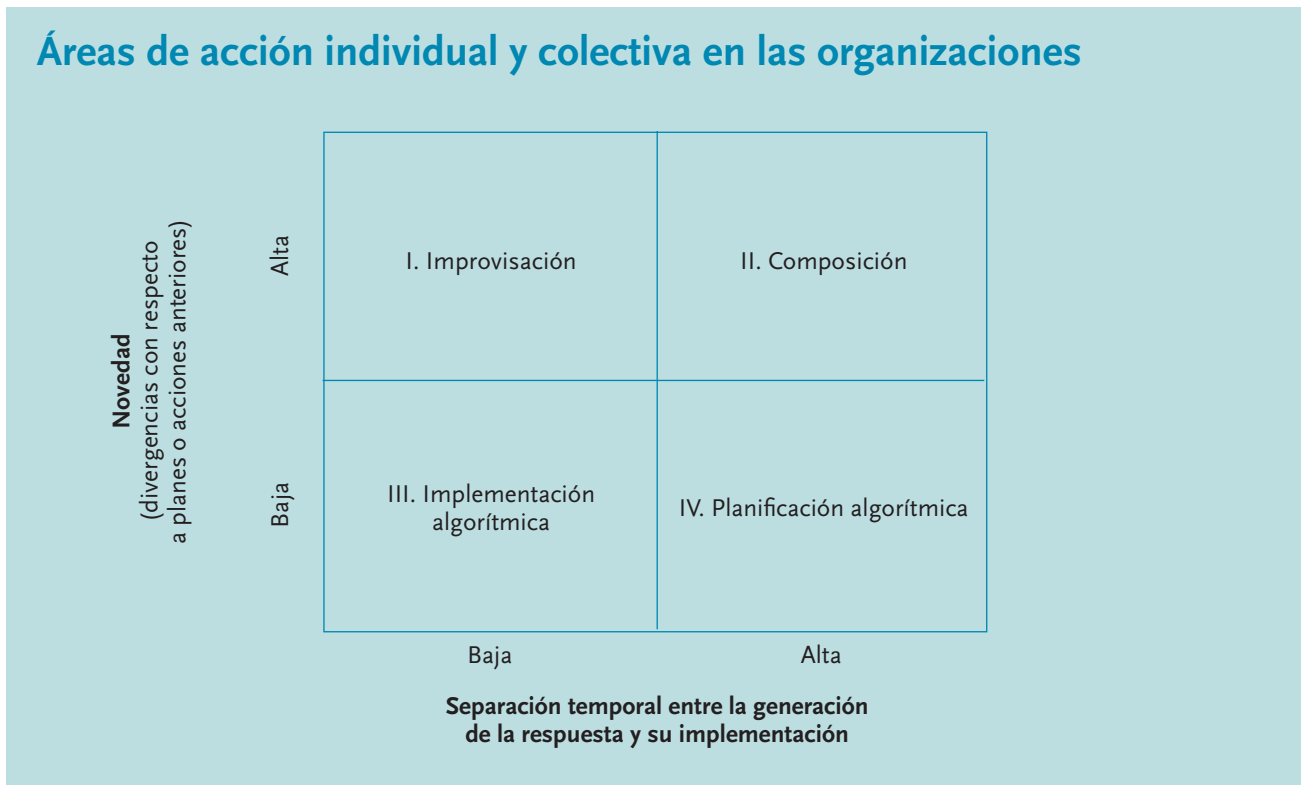 Áreas de acción individual y colectiva en las organizaciones
Novedad
(divergencias con respecto
a planes o acciones anteriores)
Alta
I. Improvisación
II. Composición
Baja
III. Implementación
algorítmica
IV. Planificación algorítmica
Baja
Alta
Separación temporal entre la generación
de la respuesta y su implementación